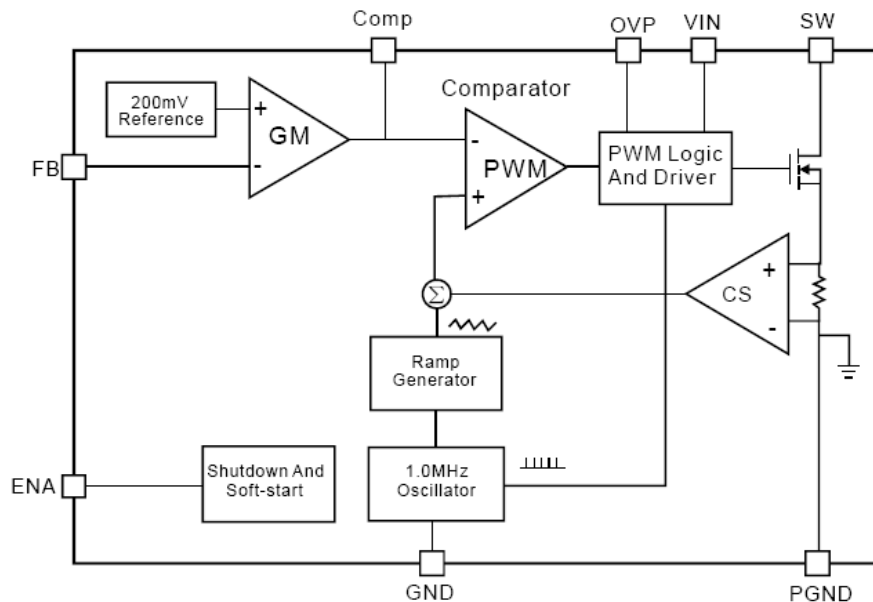 Comp
OVP
VIN
SW
Comparator
200mV
Reference
+
GM
-
-
PWM
+
PWM Logic
And Driver
FB
Σ
+
CS
-
Ramp
Generator
ENA
Shutdown And
Soft-start
1.0MHz
Oscillator
GND
PGND